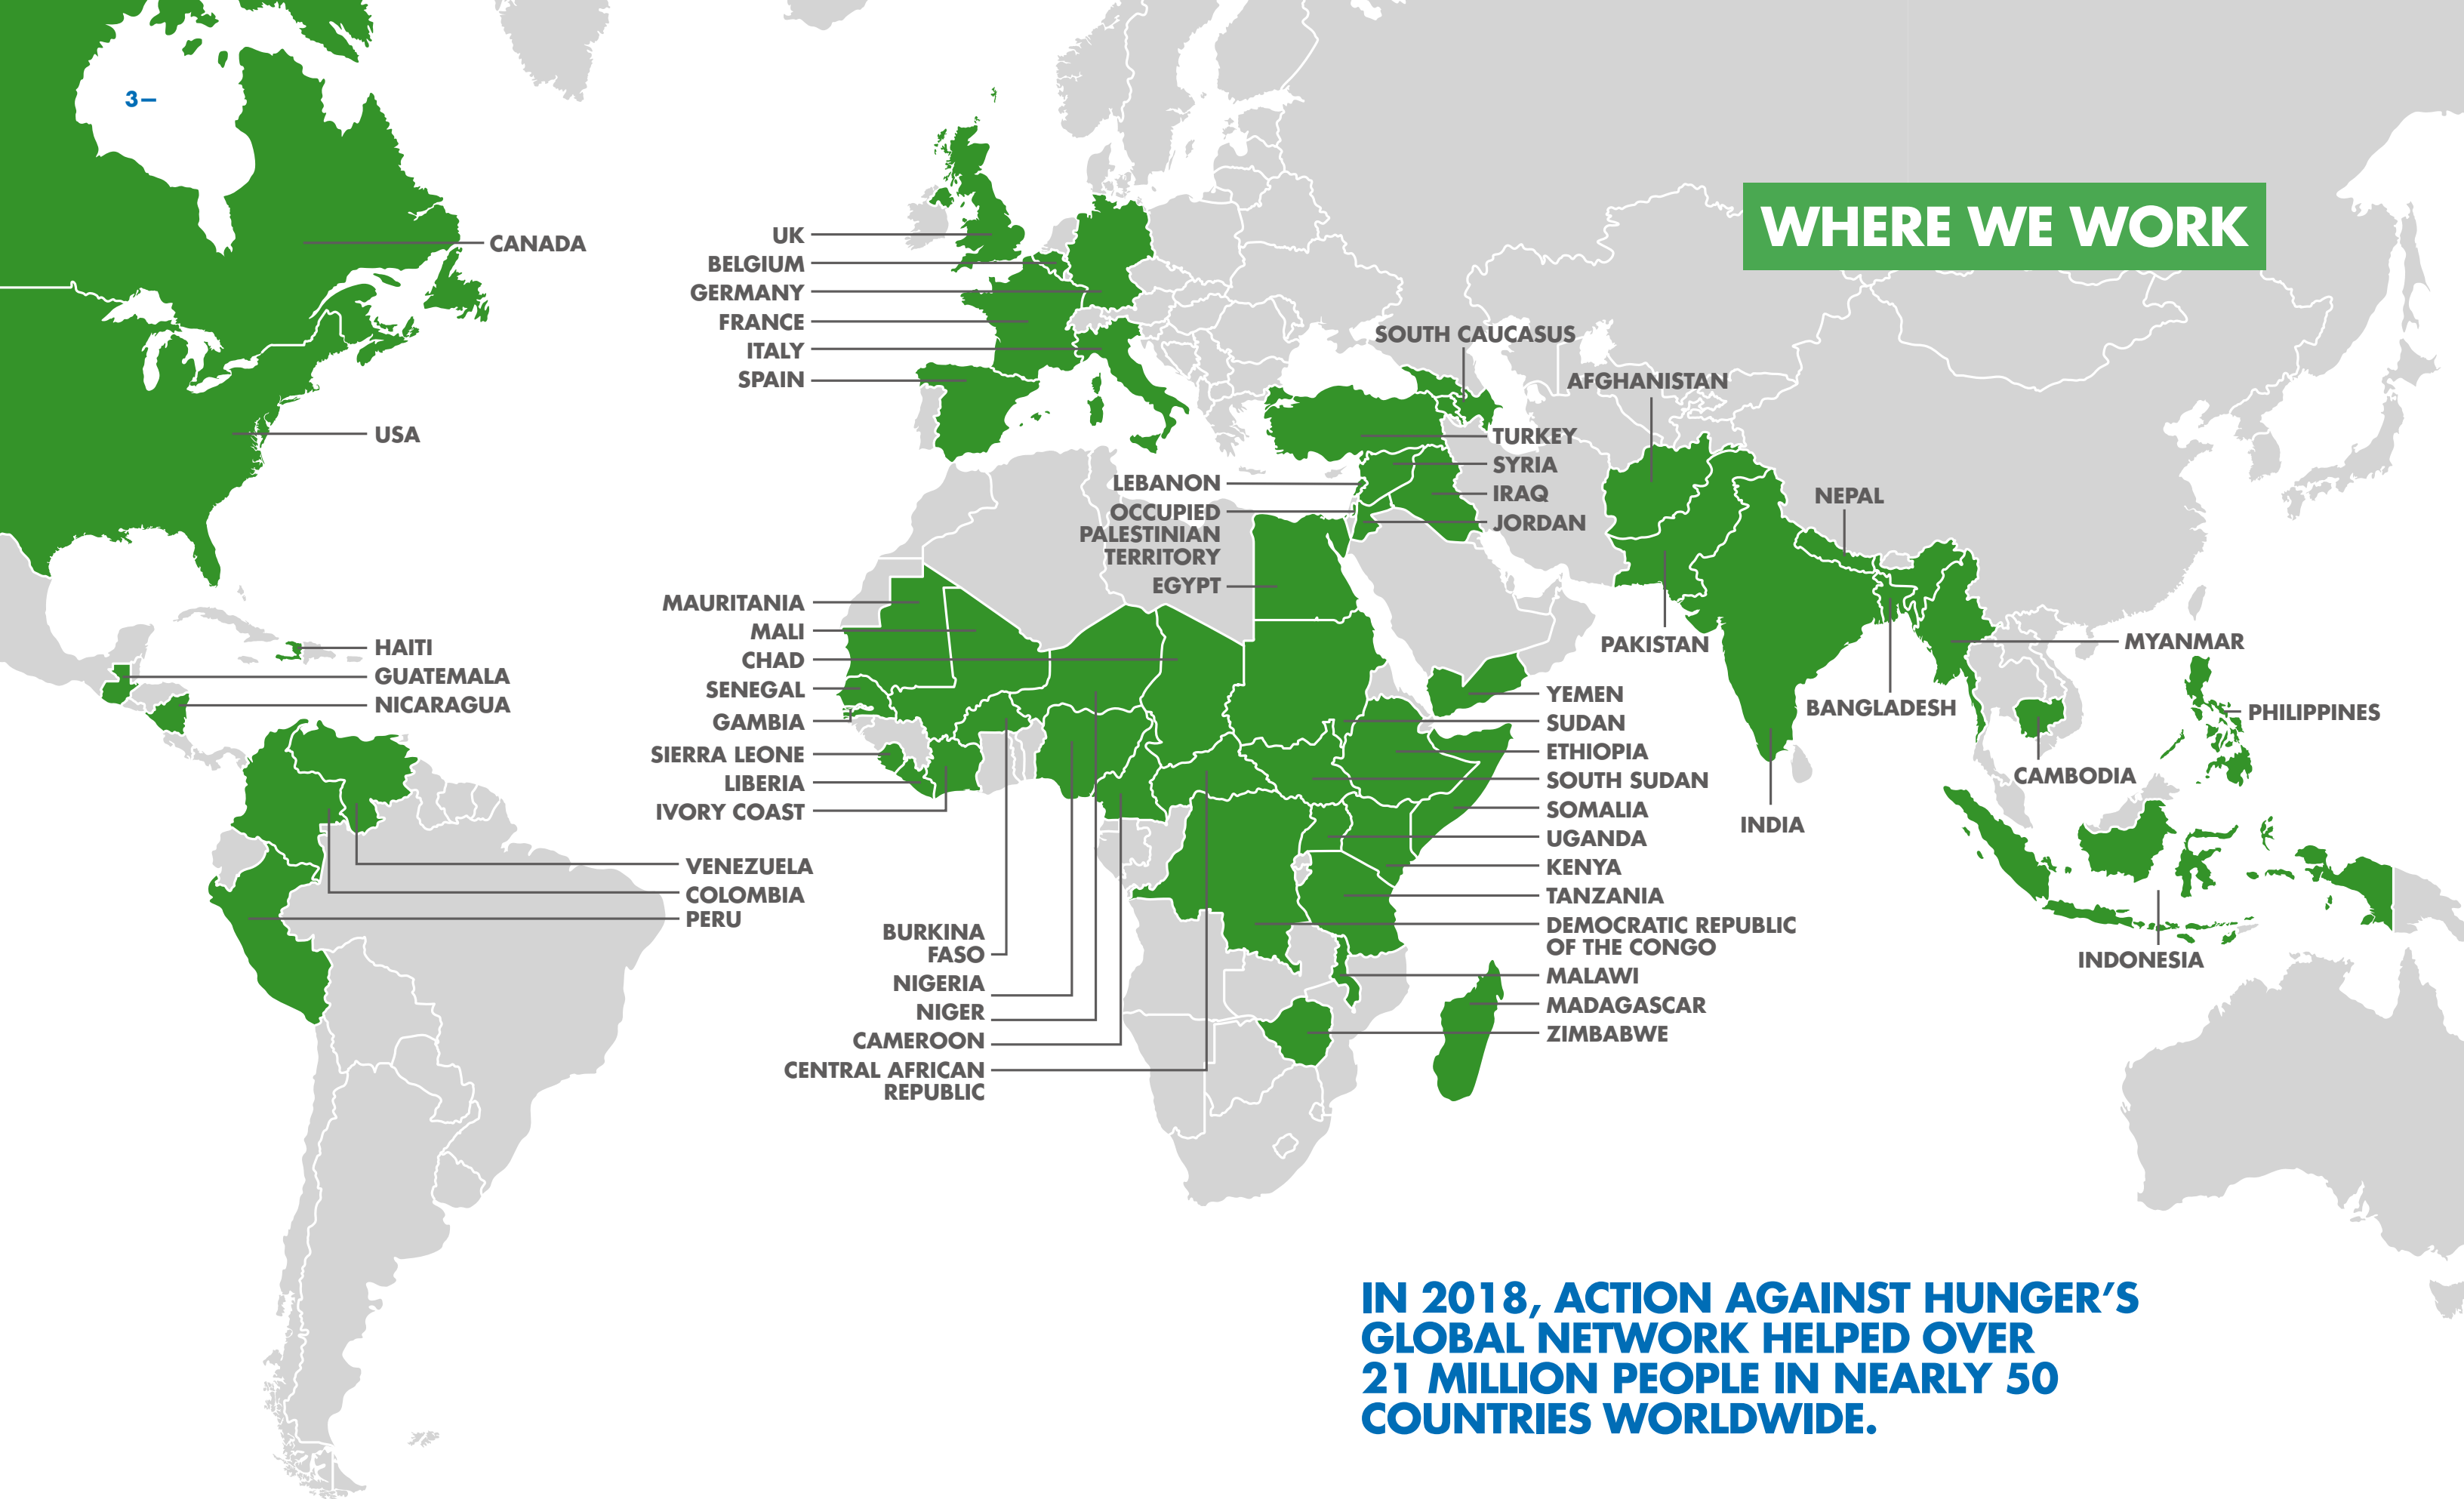 3–
WHERE WE WORK
CANADA
USA
HAITI
GUATEMALA
NICARAGUA
VENEZUELA
COLOMBIA
PERU
UK
BELGIUM
GERMANY
FRANCE
ITALY
SPAIN
MAURITANIA
MALI
CHAD
SENEGAL
GAMBIA
SIERRA LEONE
LIBERIA
IVORY COAST
BURKINA
FASO
NIGERIA
NIGER
CAMEROON
CENTRAL AFRICAN
REPUBLIC
LEBANON
OCCUPIED
PALESTINIAN
TERRITORY
EGYPT
SOUTH CAUCASUS
AFGHANISTAN
TURKEY
SYRIA
IRAQ
JORDAN
NEPAL
PAKISTAN
MYANMAR
BANGLADESH
PHILIPPINES
CAMBODIA
INDIA
INDONESIA
YEMEN
SUDAN
ETHIOPIA
SOUTH SUDAN
SOMALIA
UGANDA
KENYA
TANZANIA
DEMOCRATIC REPUBLIC
OF THE CONGO
MALAWI
MADAGASCAR
ZIMBABWE
IN 2018, ACTION AGAINST HUNGER’S
GLOBAL NETWORK HELPED OVER
21 MILLION PEOPLE IN NEARLY 50
COUNTRIES WORLDWIDE.